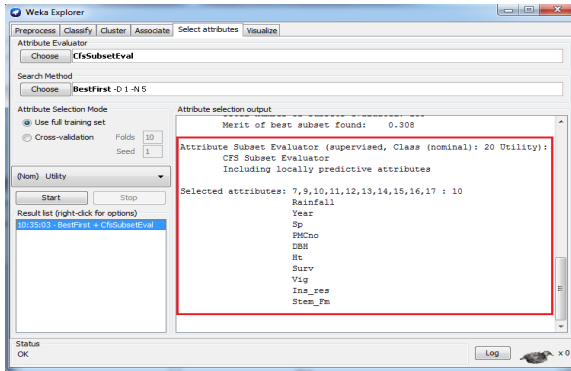 Weka Explorer
Preprocess Classify Cluster Associate Select attributes Visualize
Attribute Evaluator
Choose CfsSubsetEval
Search Method
Choose BestFirst -D 1 -N 5
Attribute Selection Mode
Use full training set
Cross-validation Folds 10
Seed 1
(Nom) Utility
Start Stop
Result list (right-click for options)
10:35:03 - BestFirst + CfsSubsetEval
Attribute selection output
Merit of best subset found: 0.308
Attribute Subset Evaluator (supervised, Class (nominal): 20 Utility):
CFS Subset Evaluator
Including locally predictive attributes
Selected attributes: 7,9,10,11,12,13,14,15,16,17 : 10
Rainfall
Year
Sp
PMCno
DBH
Ht
Surv
Vig
Ins_res
Stem_Fm
Status
OK
Log
x 0